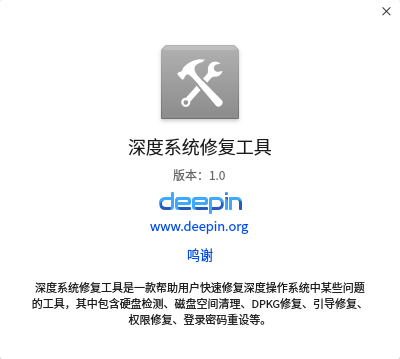 深度系统修复工具
版本：1.0
deepin
www.deepin.org
鸣谢
深度系统修复工具是一款帮助用户快速修复深度操作系统中某些问题
的工具，其中包含硬盘检测、磁盘空间清理、DPKG修复、引导修复、
权限修复、登录密码重设等。